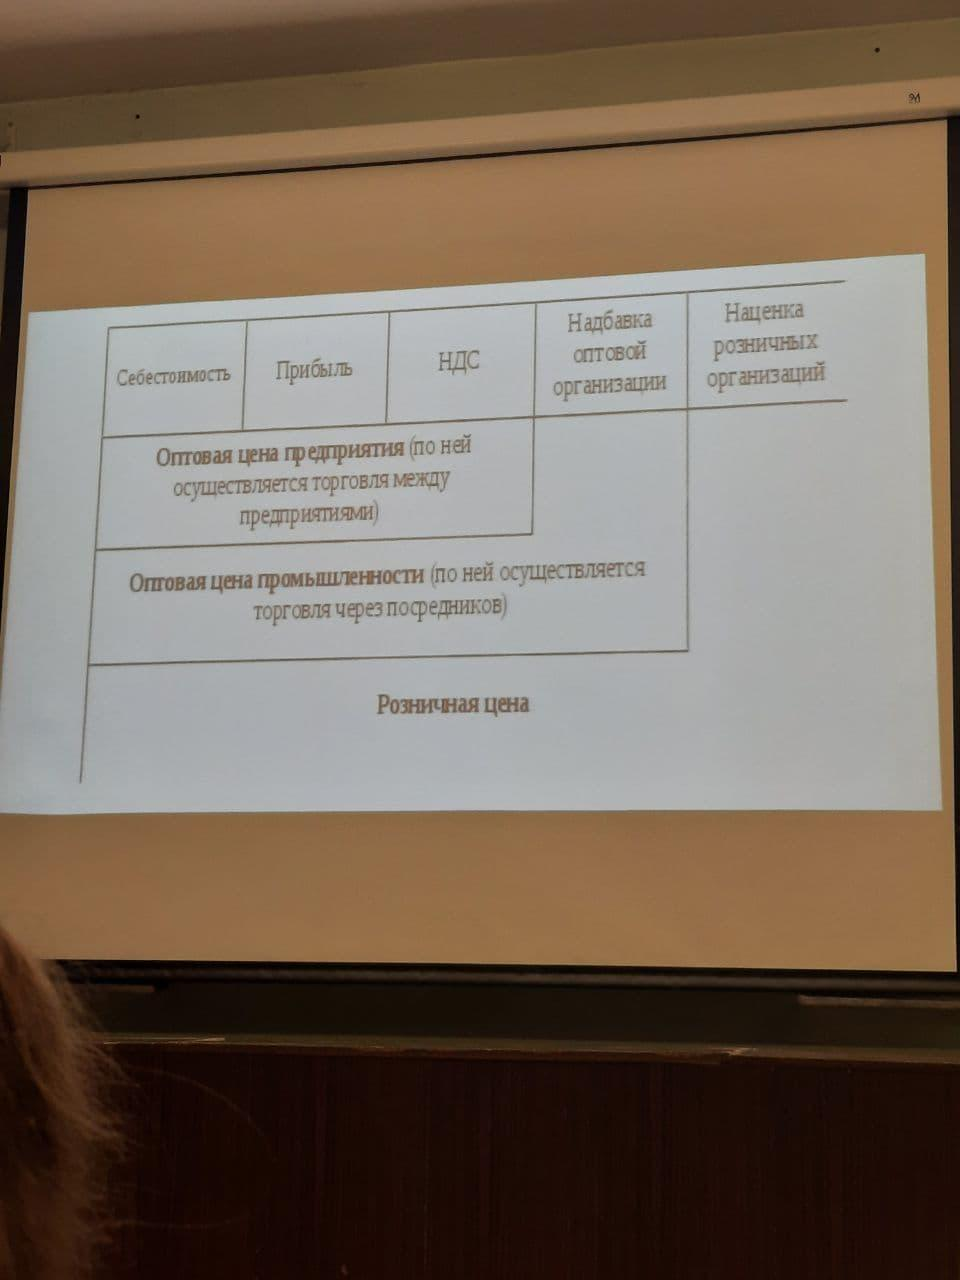 Себестоимость
Прибыль
НДС
Надбавка
оптовой
организации
Наценка
розничных
организаций
Оптовая цена предприятия (по ней
осуществляется торговля между
предприятиями)
Оптовая цена промышленности (по ней осуществляется
торговля через посредников)
Розничная цена